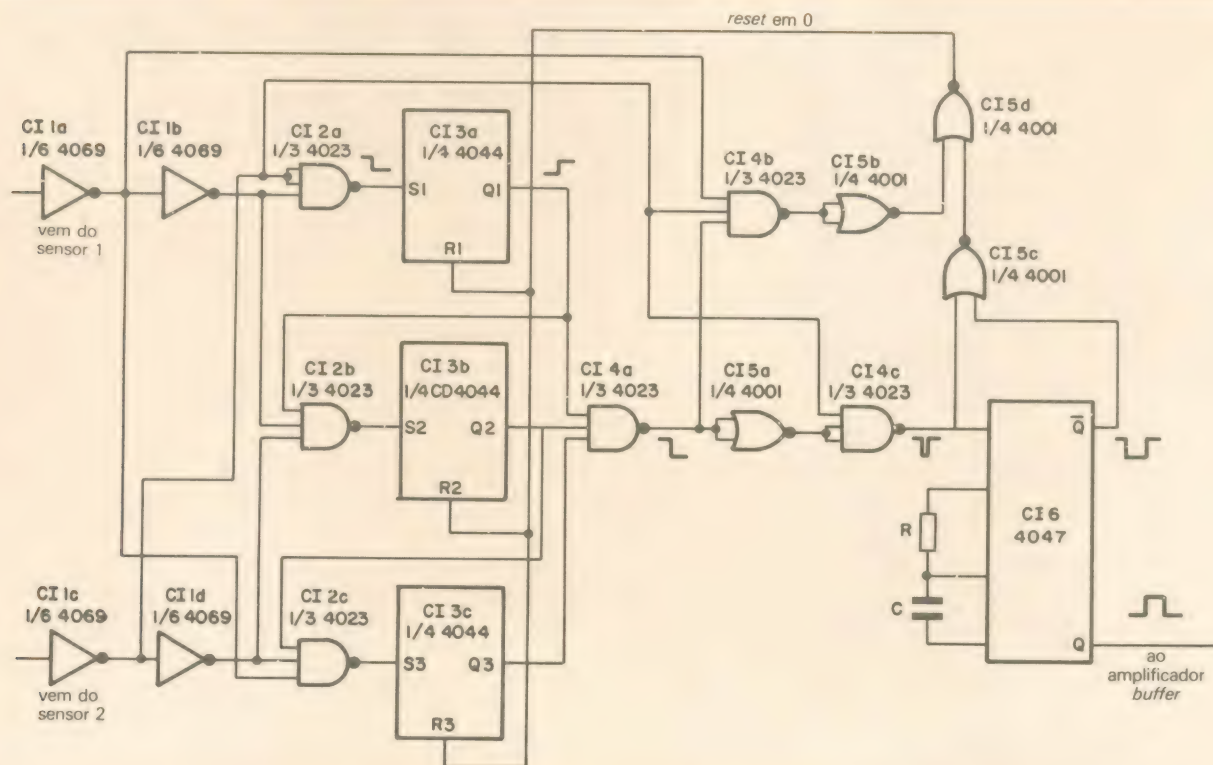 reset em 0
CI 1a
1/6 4069
vem do
sensor 1
CI 1b
1/6 4069
CI 2a
1/3 4023
CI 3a
1/4 4044
S1
Q1
R1
CI 4b
1/3 4023
CI 5b
1/4 4001
CI 5d
1/4 4001
CI 5c
1/4 4001
CI 2b
1/3 4023
CI 3b
1/4 CD4044
S2
Q2
R2
CI 4a
1/3 4023
CI 5a
1/4 4001
CI 4c
1/3 4023
Q
CI 6
4047
R
C
Q
ao
amplificador
buffer
CI 1c
1/6 4069
vem do
sensor 2
CI 1d
1/6 4069
CI 2c
1/3 4023
CI 3c
1/4 4044
S3
Q3
R3